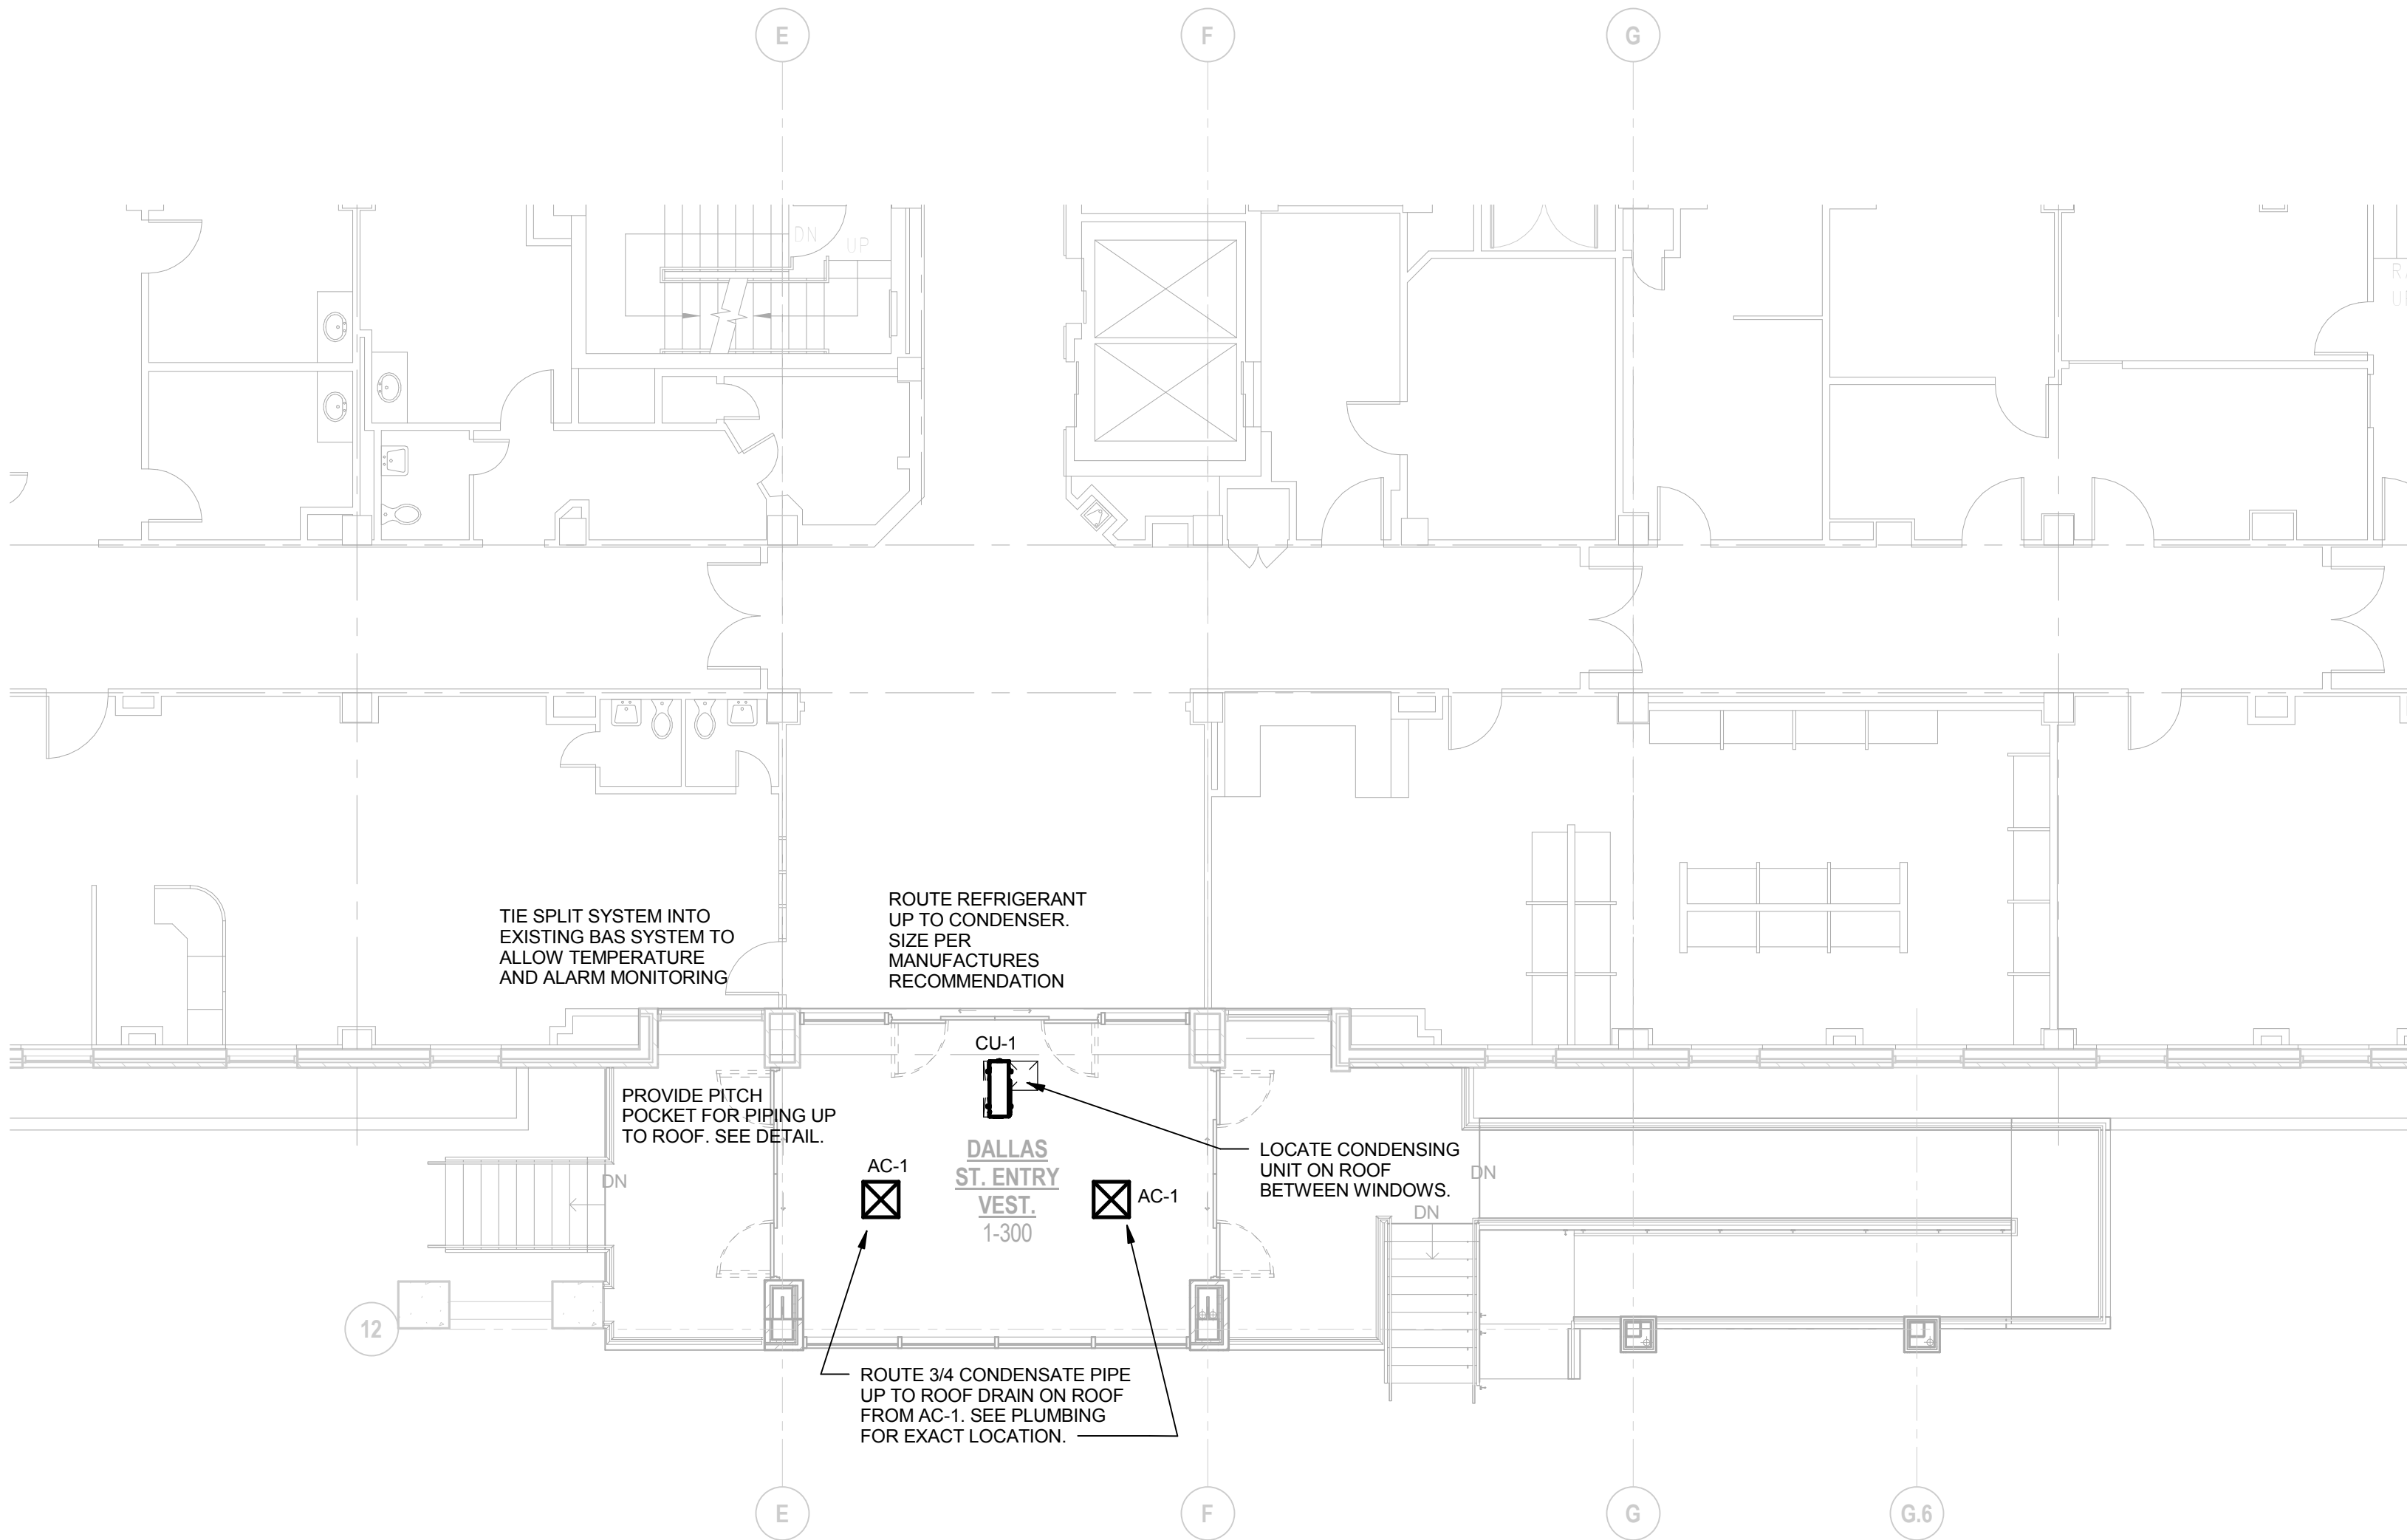 E
F
G
DN
UP
TIE SPLIT SYSTEM INTO
EXISTING BAS SYSTEM TO
ALLOW TEMPERATURE
AND ALARM MONITORING
ROUTE REFRIGERANT
UP TO CONDENSER.
SIZE PER
MANUFACTURES
RECOMMENDATION
CU-1
PROVIDE PITCH
POCKET FOR PIPING UP
TO ROOF. SEE DETAIL.
LOCATE CONDENSING
UNIT ON ROOF
BETWEEN WINDOWS.
DALLAS
ST. ENTRY
VEST.
1-300
AC-1
AC-1
DN
DN
DN
12
ROUTE 3/4 CONDENSATE PIPE
UP TO ROOF DRAIN ON ROOF
FROM AC-1. SEE PLUMBING
FOR EXACT LOCATION.
E
F
G
G.6